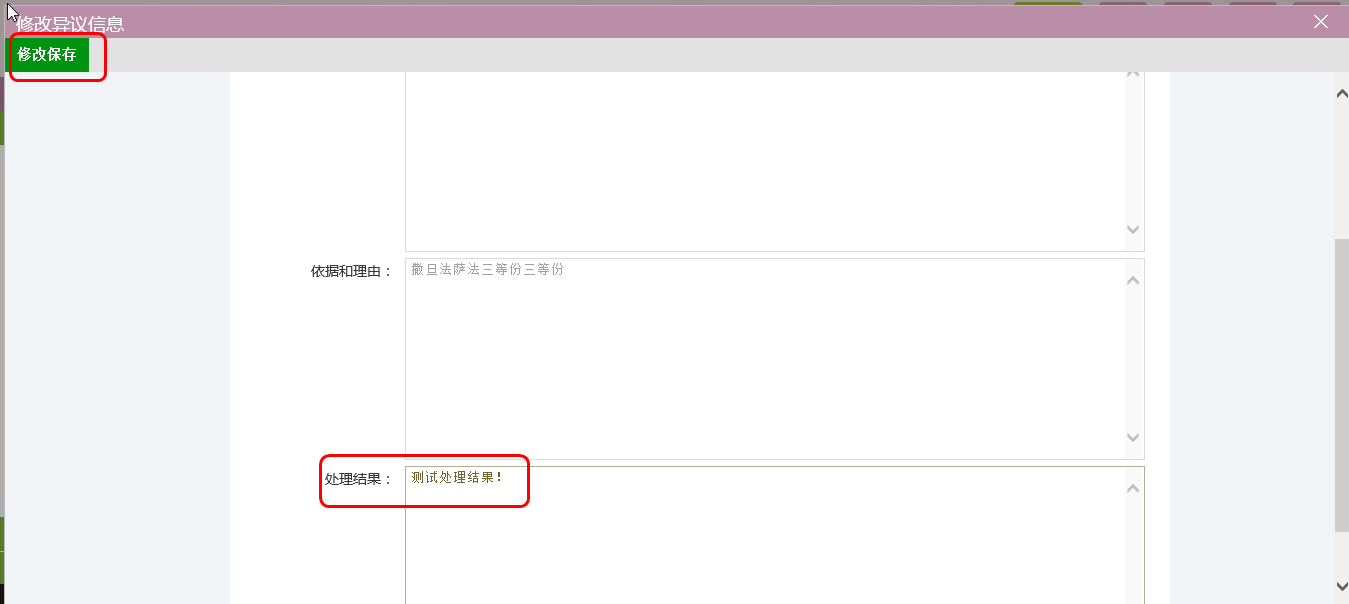 修改异议信息
修改保存
依据和理由：
撒旦法萨法三等份三等份
处理结果：
测试处理结果！